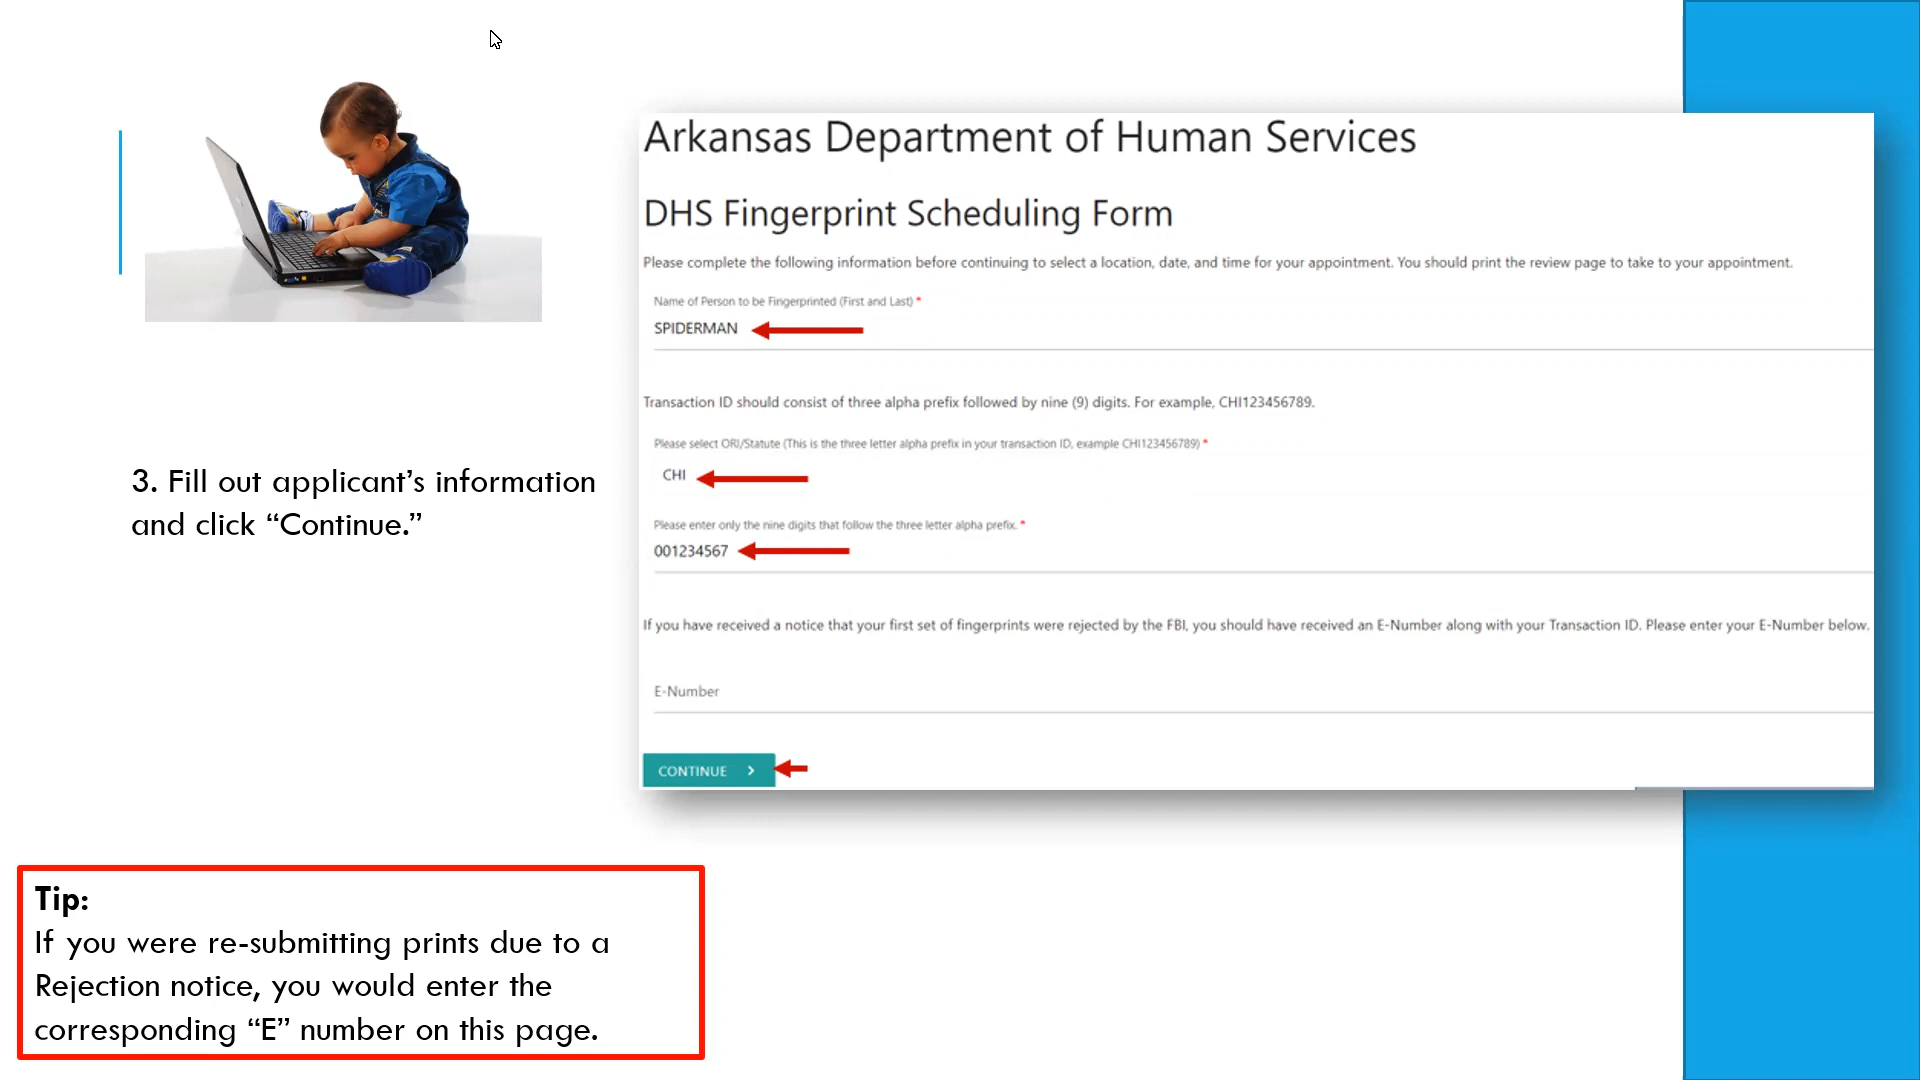 Arkansas Department of Human Services
DHS Fingerprint Scheduling Form
Please complete the following information before continuing to select a location, date, and time for your appointment. You should print the review page to take to your appointment.
Name of Person to be Fingerprinted (First and Last) *
SPIDERMAN
Transaction ID should consist of three alpha prefix followed by nine (9) digits. For example, CHI123456789.
Please select ORI/Statute (This is the three letter alpha prefix in your transaction ID, example CHI123456789) *
CHI
Please enter only the nine digits that follow the three letter alpha prefix. *
001234567
If you have received a notice that your first set of fingerprints were rejected by the FBI, you should have received an E-Number along with your Transaction ID. Please enter your E-Number below.
E-Number
CONTINUE >
3. Fill out applicant’s information
and click “Continue.”
Tip:
If you were re-submitting prints due to a
Rejection notice, you would enter the
corresponding “E” number on this page.